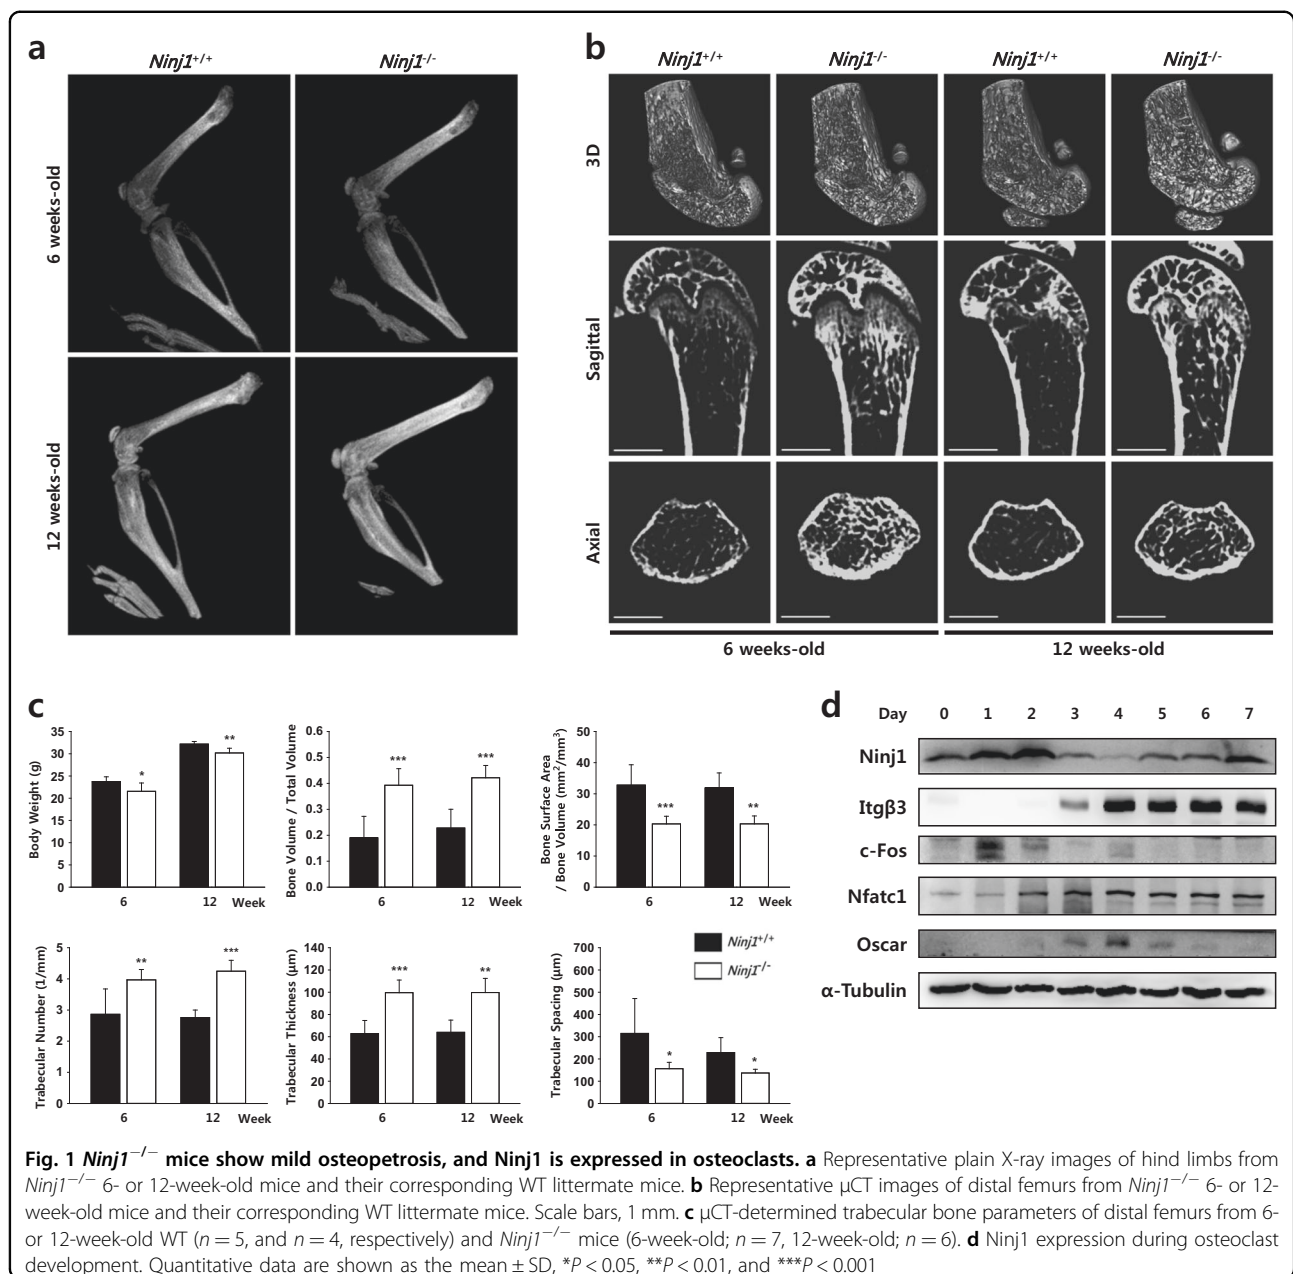 a
Ninj1+/+
Ninj1-/-
6 weeks-old
12 weeks-old
b
Ninj1+/+
Ninj1-/-
Ninj1+/+
Ninj1-/-
3D
Sagittal
Axial
6 weeks-old
12 weeks-old
c
Body Weight (g)
35
30
25
20
15
10
5
0
*
**
6
12
Week
Bone Volume / Total Volume
0.6
0.5
0.4
0.3
0.2
0.1
0.0
***
***
6
12
Week
Bone Surface Area
/ Bone Volume (mm²/mm³)
50
40
30
20
10
0
***
**
6
12
Week
Trabecular Number (1/mm)
5
4
3
2
1
0
**
***
6
12
Week
Trabecular Thickness (µm)
140
120
100
80
60
40
20
0
***
**
6
12
Week
Ninj1+/+
Ninj1-/-
Trabecular Spacing (µm)
700
600
500
400
300
200
100
0
*
*
6
12
Week
d
Day 0 1 2 3 4 5 6 7
Ninj1
Itgβ3
c-Fos
Nfatc1
Oscar
α-Tubulin
Fig. 1 Ninj1−/− mice show mild osteopetrosis, and Ninj1 is expressed in osteoclasts. a Representative plain X-ray images of hind limbs from
Ninj1−/− 6- or 12-week-old mice and their corresponding WT littermate mice. b Representative µCT images of distal femurs from Ninj1−/− 6- or 12-
week-old mice and their corresponding WT littermate mice. Scale bars, 1 mm. c µCT-determined trabecular bone parameters of distal femurs from 6-
or 12-week-old WT (n = 5, and n = 4, respectively) and Ninj1−/− mice (6-week-old; n = 7, 12-week-old; n = 6). d Ninj1 expression during osteoclast
development. Quantitative data are shown as the mean ± SD, *P < 0.05, **P < 0.01, and ***P < 0.001